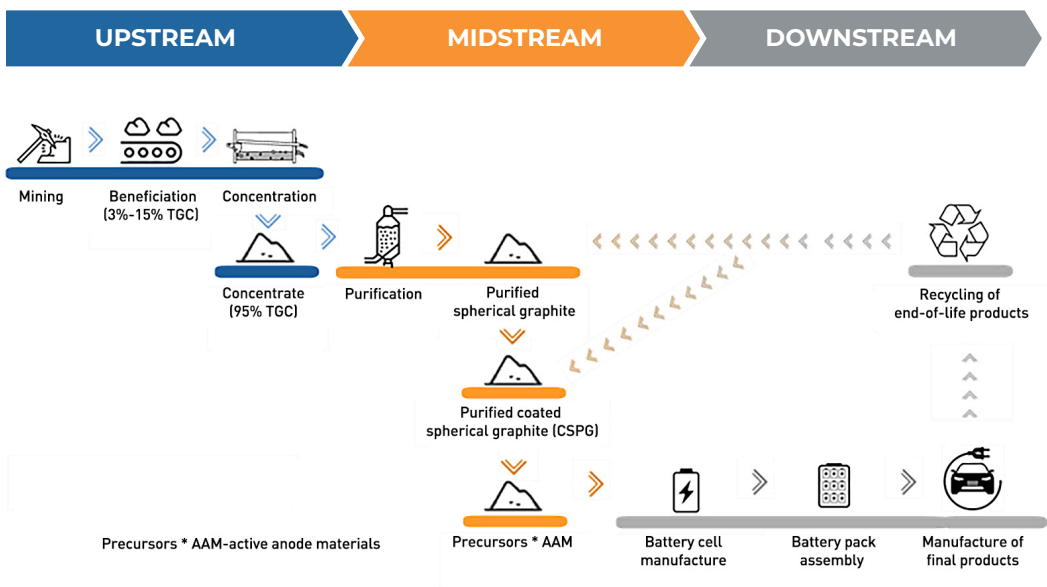 UPSTREAM
MIDSTREAM
DOWNSTREAM
Mining
Beneficiation
(3%-15% TGC)
Concentration
Concentrate
(95% TGC)
Purification
Purified
spherical graphite
Recycling of
end-of-life products
Purified coated
spherical graphite (CSPG)
Precursors * AAM-active anode materials
Precursors * AAM
Battery cell
manufacture
Battery pack
assembly
Manufacture of
final products